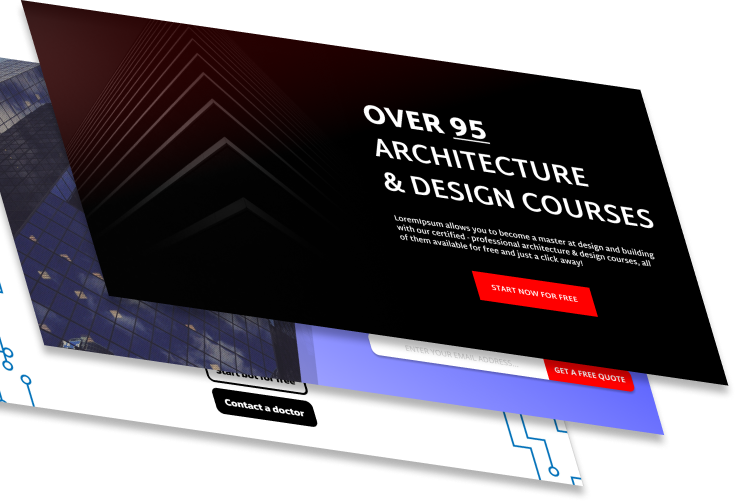 OVER 95
ARCHITECTURE
& DESIGN COURSES
LoremIpsum allows you to become a master at design and building
with our certified - professional architecture & design courses, all
of them available for free and just a click away!
START NOW FOR FREE
ENTER YOUR EMAIL ADDRESS...
GET A FREE QUOTE
Start bot for free
Contact a doctor